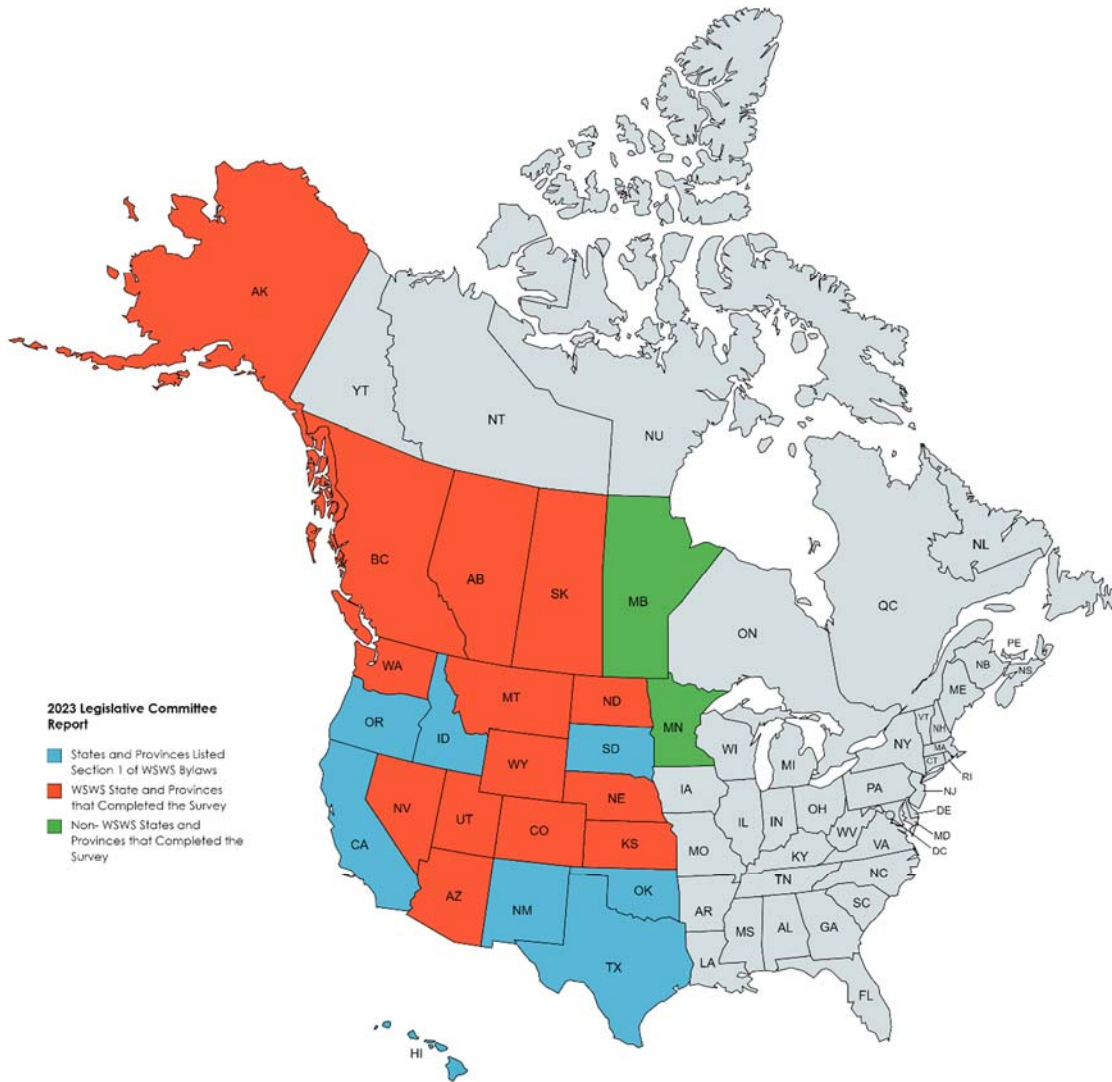 AK
YT
NT
NU
BC
AB
SK
MB
ON
QC
NL
PE
NB
NS
WA
MT
ND
MN
OR
ID
SD
WI
MI
NY
VT
NH
ME
MA
CT
RI
WY
NE
IA
PA
NJ
DE
MD
DC
CA
NV
UT
CO
KS
MO
IL
IN
OH
WV
VA
KY
TN
NC
SC
AZ
NM
OK
AR
MS
AL
GA
TX
LA
FL
HI
2023 Legislative Committee
Report
States and Provinces Listed
Section 1 of WSWS Bylaws
WSWS State and Provinces
that Completed the Survey
Non- WSWS States and
Provinces that Completed the
Survey